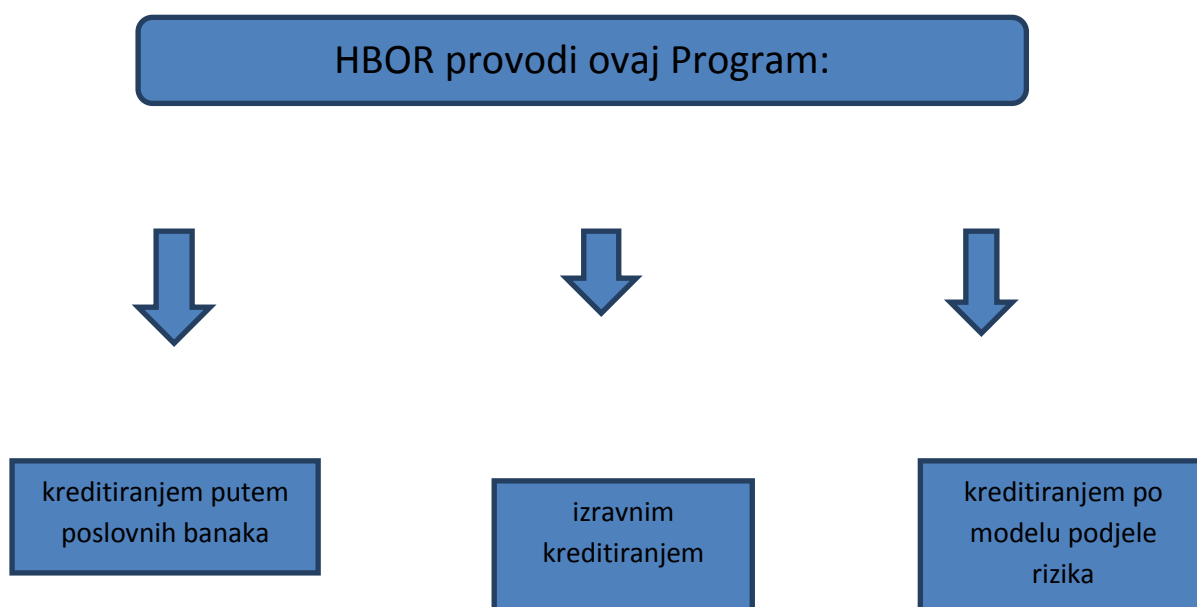 HBOR provodi ovaj Program:
kreditiranjem putem
poslovnih banaka
izravnim
kreditiranjem
kreditiranjem po
modelu podjele
rizika